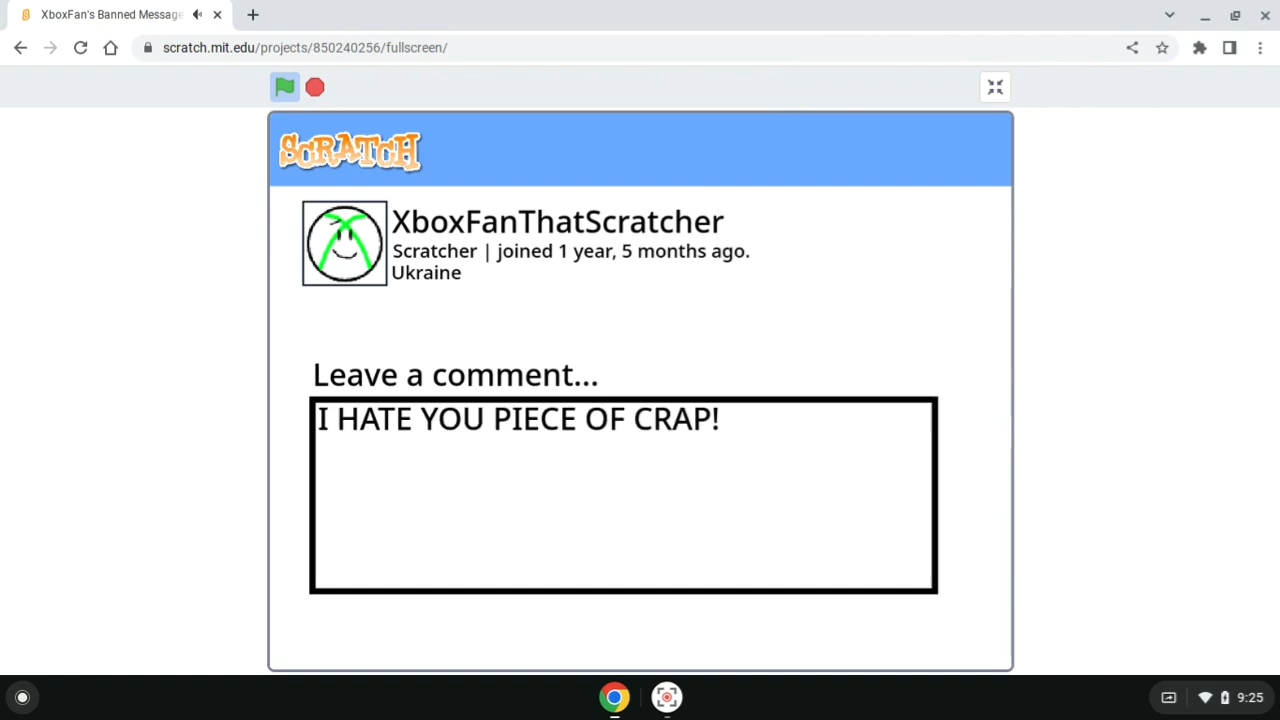 XboxFan's Banned Message
scratch.mit.edu/projects/850240256/fullscreen/
SCRATCH
XboxFanThatScratcher
Scratcher | joined 1 year, 5 months ago.
Ukraine
Leave a comment...
I HATE YOU PIECE OF CRAP!
9:25